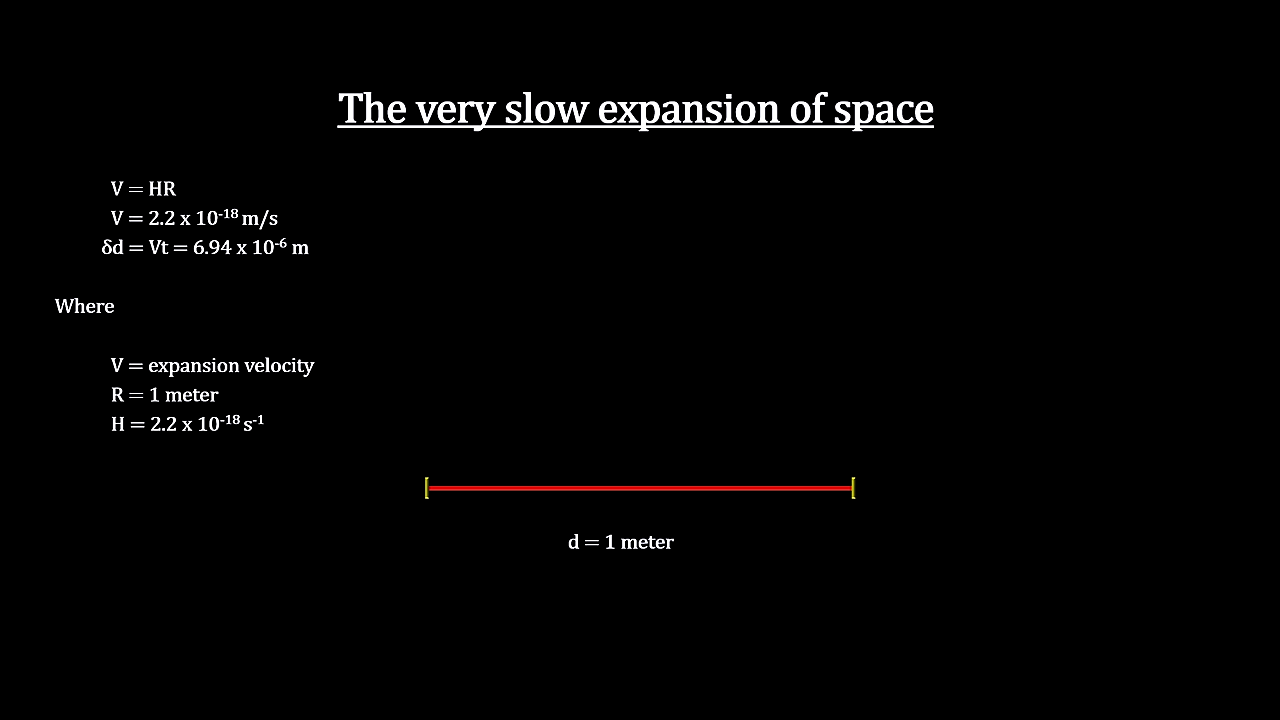 The very slow expansion of space
V = HR
V = 2.2 x 10⁻¹⁸ m/s
δd = Vt = 6.94 x 10⁻⁶ m
Where
V = expansion velocity
R = 1 meter
H = 2.2 x 10⁻¹⁸ s⁻¹
d = 1 meter